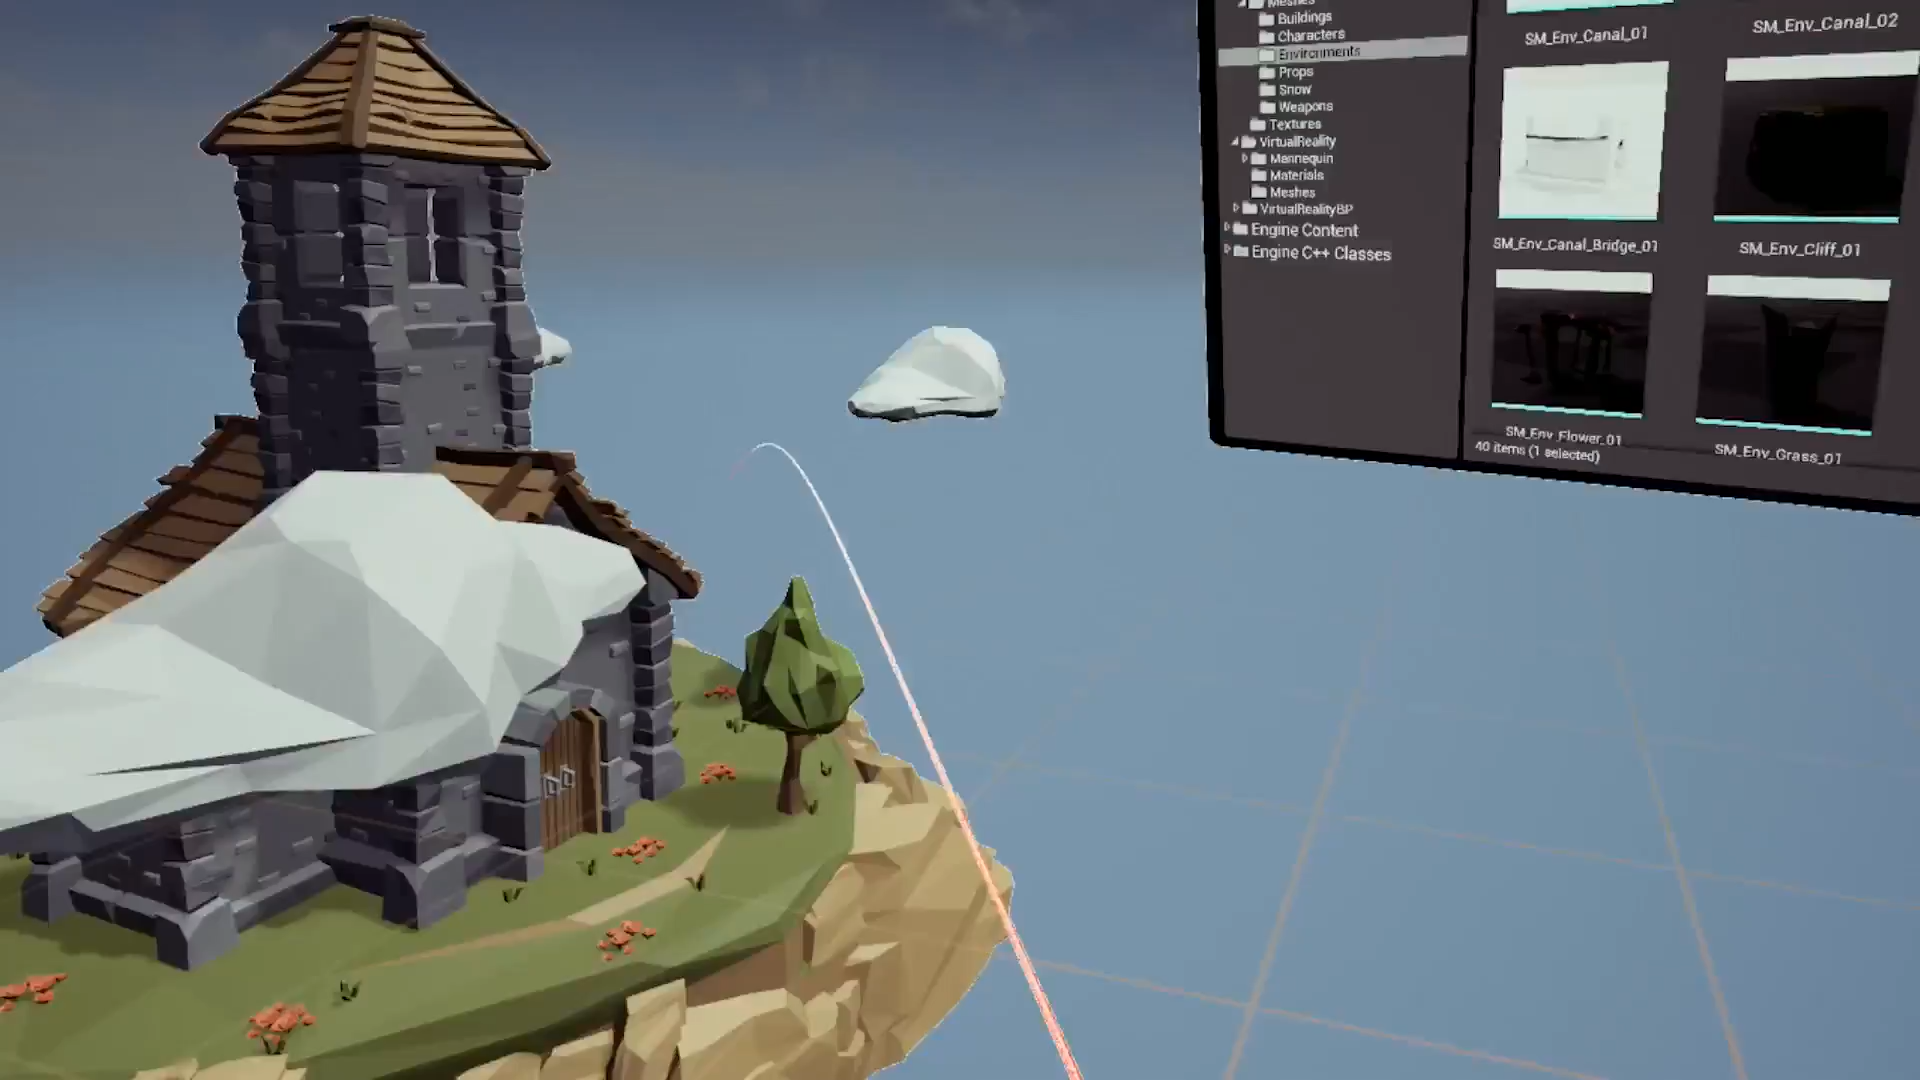 Meshes
Buildings
Characters
Environments
Props
Snow
Weapons
Textures
VirtualReality
Mannequin
Materials
Meshes
VirtualRealityBP
Engine Content
Engine C++ Classes
SM_Env_Canal_01
SM_Env_Canal_02
SM_Env_Canal_Bridge_01
SM_Env_Cliff_01
SM_Env_Flower_01
SM_Env_Grass_01
40 items (1 selected)